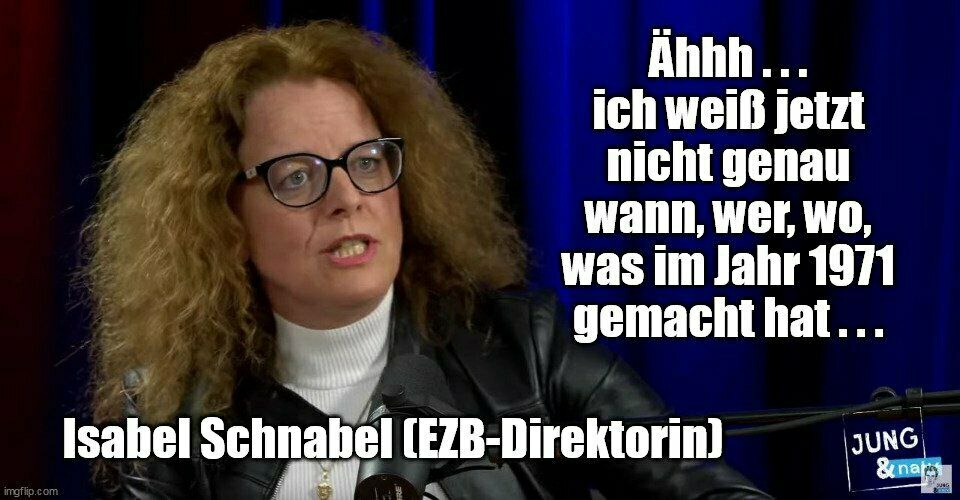 Ähhh . . .
ich weiß jetzt
nicht genau
wann, wer, wo,
was im Jahr 1971
gemacht hat . . .
Isabel Schnabel (EZB-Direktorin)
JUNG
& naiv
imgflip.com